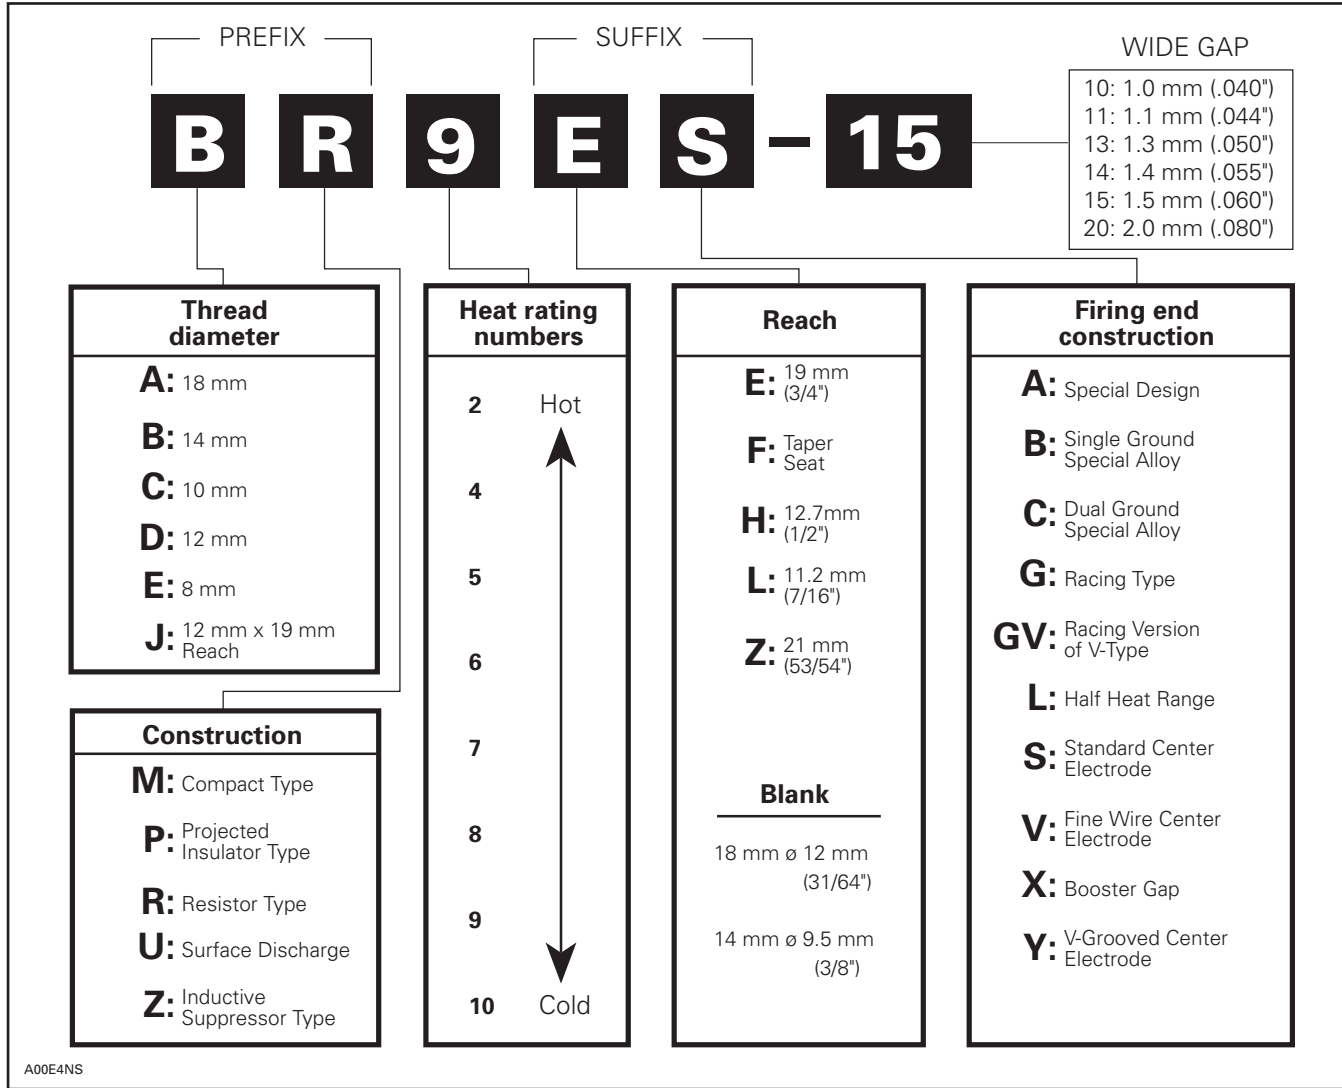 PREFIX
SUFFIX
WIDE GAP
B R 9 E S - 15
10: 1.0 mm (.040")
11: 1.1 mm (.044")
13: 1.3 mm (.050")
14: 1.4 mm (.055")
15: 1.5 mm (.060")
20: 2.0 mm (.080")
Thread
diameter
A: 18 mm
B: 14 mm
C: 10 mm
D: 12 mm
E: 8 mm
J: 12 mm x 19 mm
Reach
Construction
M: Compact Type
P: Projected
Insulator Type
R: Resistor Type
U: Surface Discharge
Z: Inductive
Suppressor Type
Heat rating
numbers
2 Hot
4
5
6
7
8
9
10 Cold
Reach
E: 19 mm
(3/4")
F: Taper
Seat
H: 12.7mm
(1/2")
L: 11.2 mm
(7/16")
Z: 21 mm
(53/54")
Blank
18 mm ø 12 mm
(31/64")
14 mm ø 9.5 mm
(3/8")
Firing end
construction
A: Special Design
B: Single Ground
Special Alloy
C: Dual Ground
Special Alloy
G: Racing Type
GV: Racing Version
of V-Type
L: Half Heat Range
S: Standard Center
Electrode
V: Fine Wire Center
Electrode
X: Booster Gap
Y: V-Grooved Center
Electrode
A00E4NS